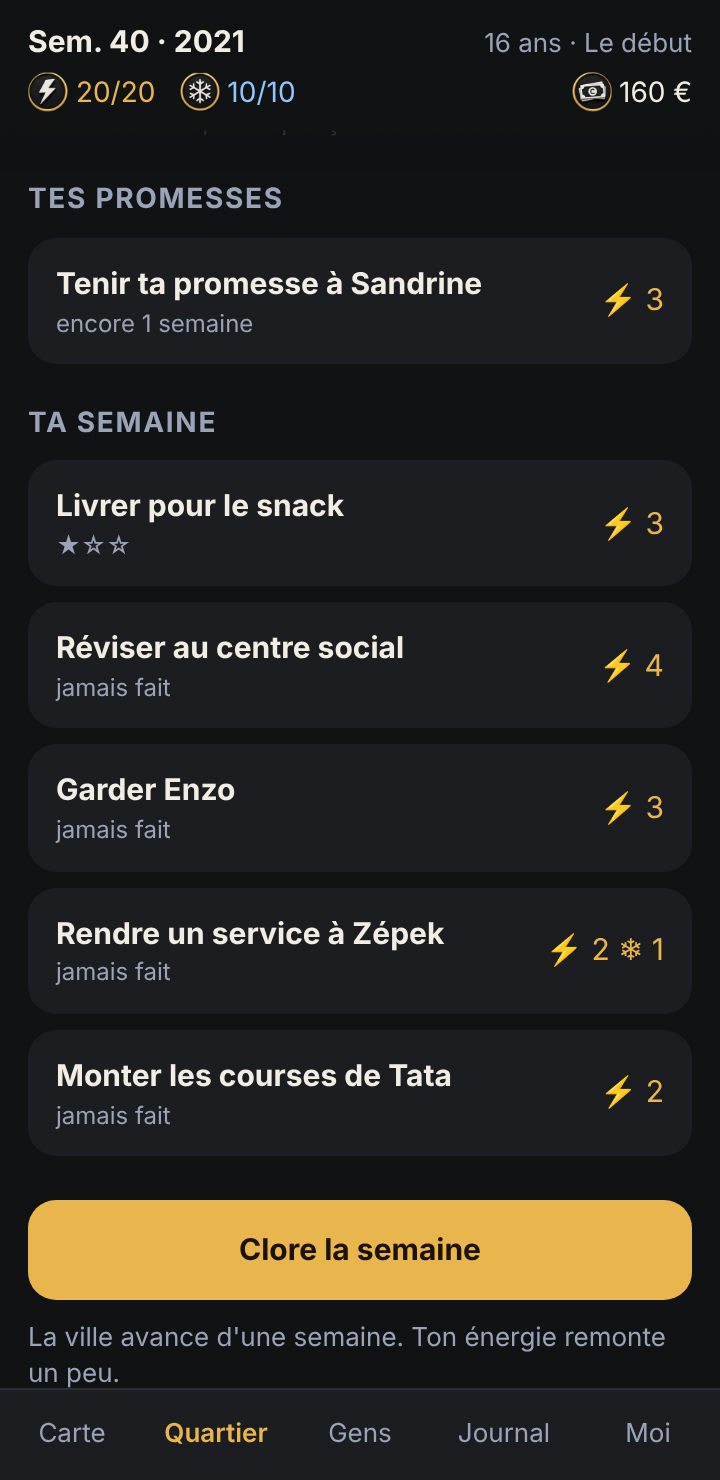 Sem. 40 · 2021
16 ans · Le début
20/20
10/10
160 €
TES PROMESSES
Tenir ta promesse à Sandrine
encore 1 semaine
⚡ 3
TA SEMAINE
Livrer pour le snack
★☆☆
⚡ 3
Réviser au centre social
jamais fait
⚡ 4
Garder Enzo
jamais fait
⚡ 3
Rendre un service à Zépek
jamais fait
⚡ 2 ❄ 1
Monter les courses de Tata
jamais fait
⚡ 2
Clore la semaine
La ville avance d'une semaine. Ton énergie remonte
un peu.
Carte
Quartier
Gens
Journal
Moi